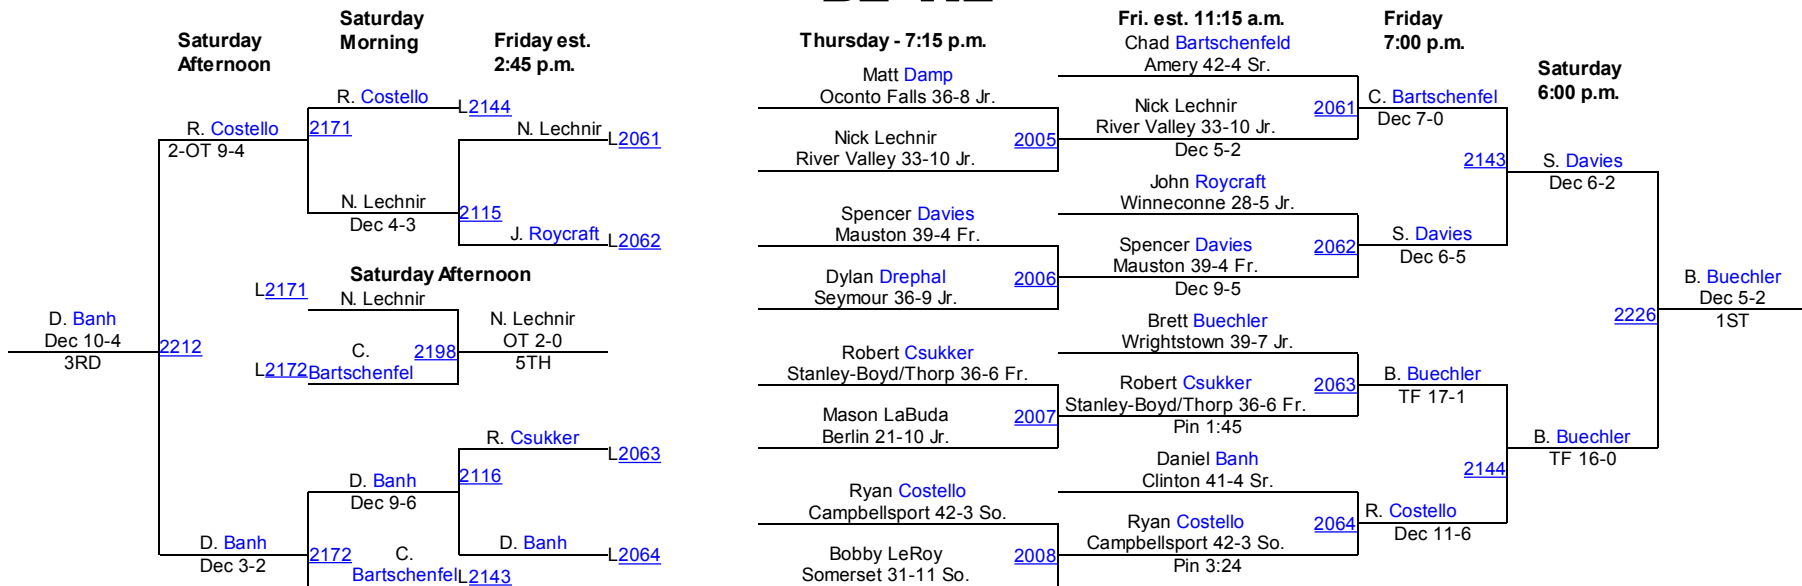 Saturday
Afternoon
Saturday
Morning
Friday est.
2:45 p.m.
R. Costello
L2144
R. Costello
2171
2-OT 9-4
N. Lechnir
L2061
N. Lechnir
2115
Dec 4-3
J. Roycraft
L2062
Saturday Afternoon
L2171
N. Lechnir
D. Banh
Dec 10-4
3RD
2212
N. Lechnir
OT 2-0
5TH
2198
L2172
C.
Bartschenfel
R. Csukker
L2063
D. Banh
2116
Dec 9-6
D. Banh
L2064
D. Banh
2172
Dec 3-2
C.
Bartschenfel
L2143
Thursday - 7:15 p.m.
Matt Damp
Oconto Falls 36-8 Jr.
Nick Lechnir
2005
River Valley 33-10 Jr.
Spencer Davies
Mauston 39-4 Fr.
Dylan Drephal
2006
Seymour 36-9 Jr.
Robert Csukker
Stanley-Boyd/Thorp 36-6 Fr.
Mason LaBuda
2007
Berlin 21-10 Jr.
Ryan Costello
Campbellsport 42-3 So.
Bobby LeRoy
2008
Somerset 31-11 So.
Fri. est. 11:15 a.m.
Chad Bartschenfeld
Amery 42-4 Sr.
Nick Lechnir
2061
River Valley 33-10 Jr.
Dec 5-2
John Roycraft
Winneconne 28-5 Jr.
Spencer Davies
2062
Mauston 39-4 Fr.
Dec 9-5
Brett Buechler
Wrightstown 39-7 Jr.
Robert Csukker
2063
Stanley-Boyd/Thorp 36-6 Fr.
Pin 1:45
Daniel Banh
Clinton 41-4 Sr.
Ryan Costello
2064
Campbellsport 42-3 So.
Pin 3:24
Friday
7:00 p.m.
C. Bartschenfel
Dec 7-0
2143
S. Davies
Dec 6-5
B. Buechler
TF 17-1
2144
R. Costello
Dec 11-6
Saturday
6:00 p.m.
S. Davies
Dec 6-2
2226
B. Buechler
TF 16-0
B. Buechler
Dec 5-2
1ST